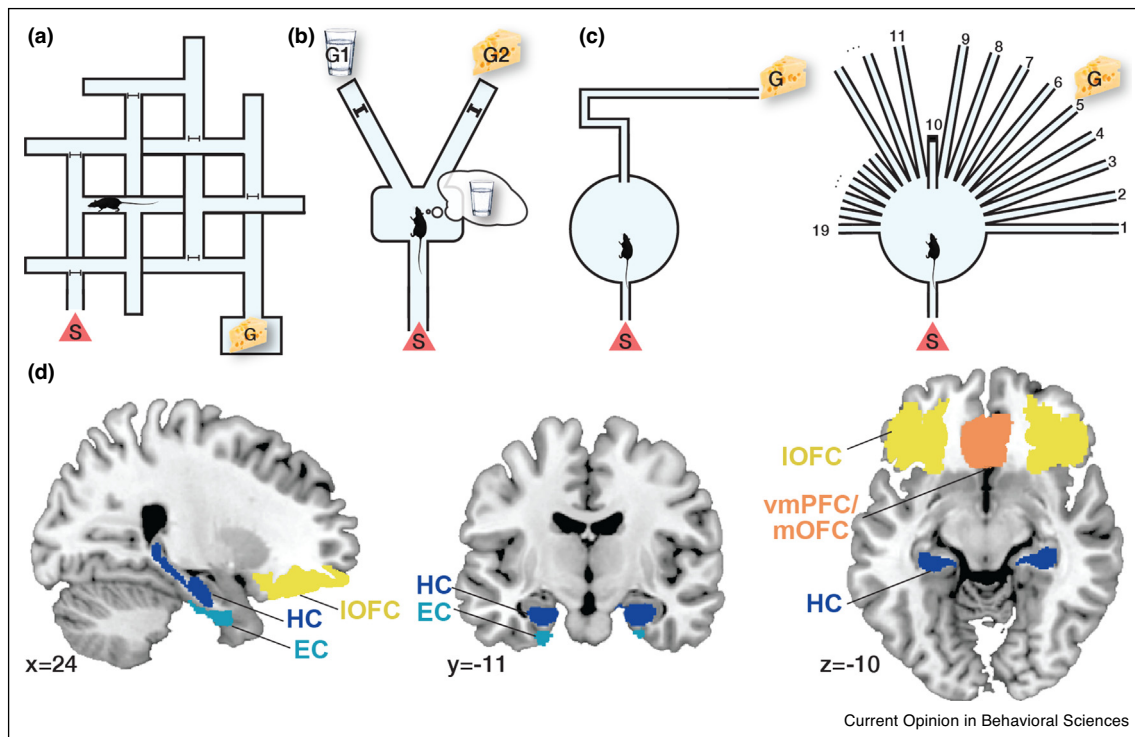 (a)
S
G
(b)
G1
G2
S
(c)
G
S
11
9
8
7
6
G
5
10
4
3
2
19
1
S
(d)
HC
lOFC
EC
x=24
HC
EC
y=-11
lOFC
vmPFC/
mOFC
HC
z=-10
Current Opinion in Behavioral Sciences